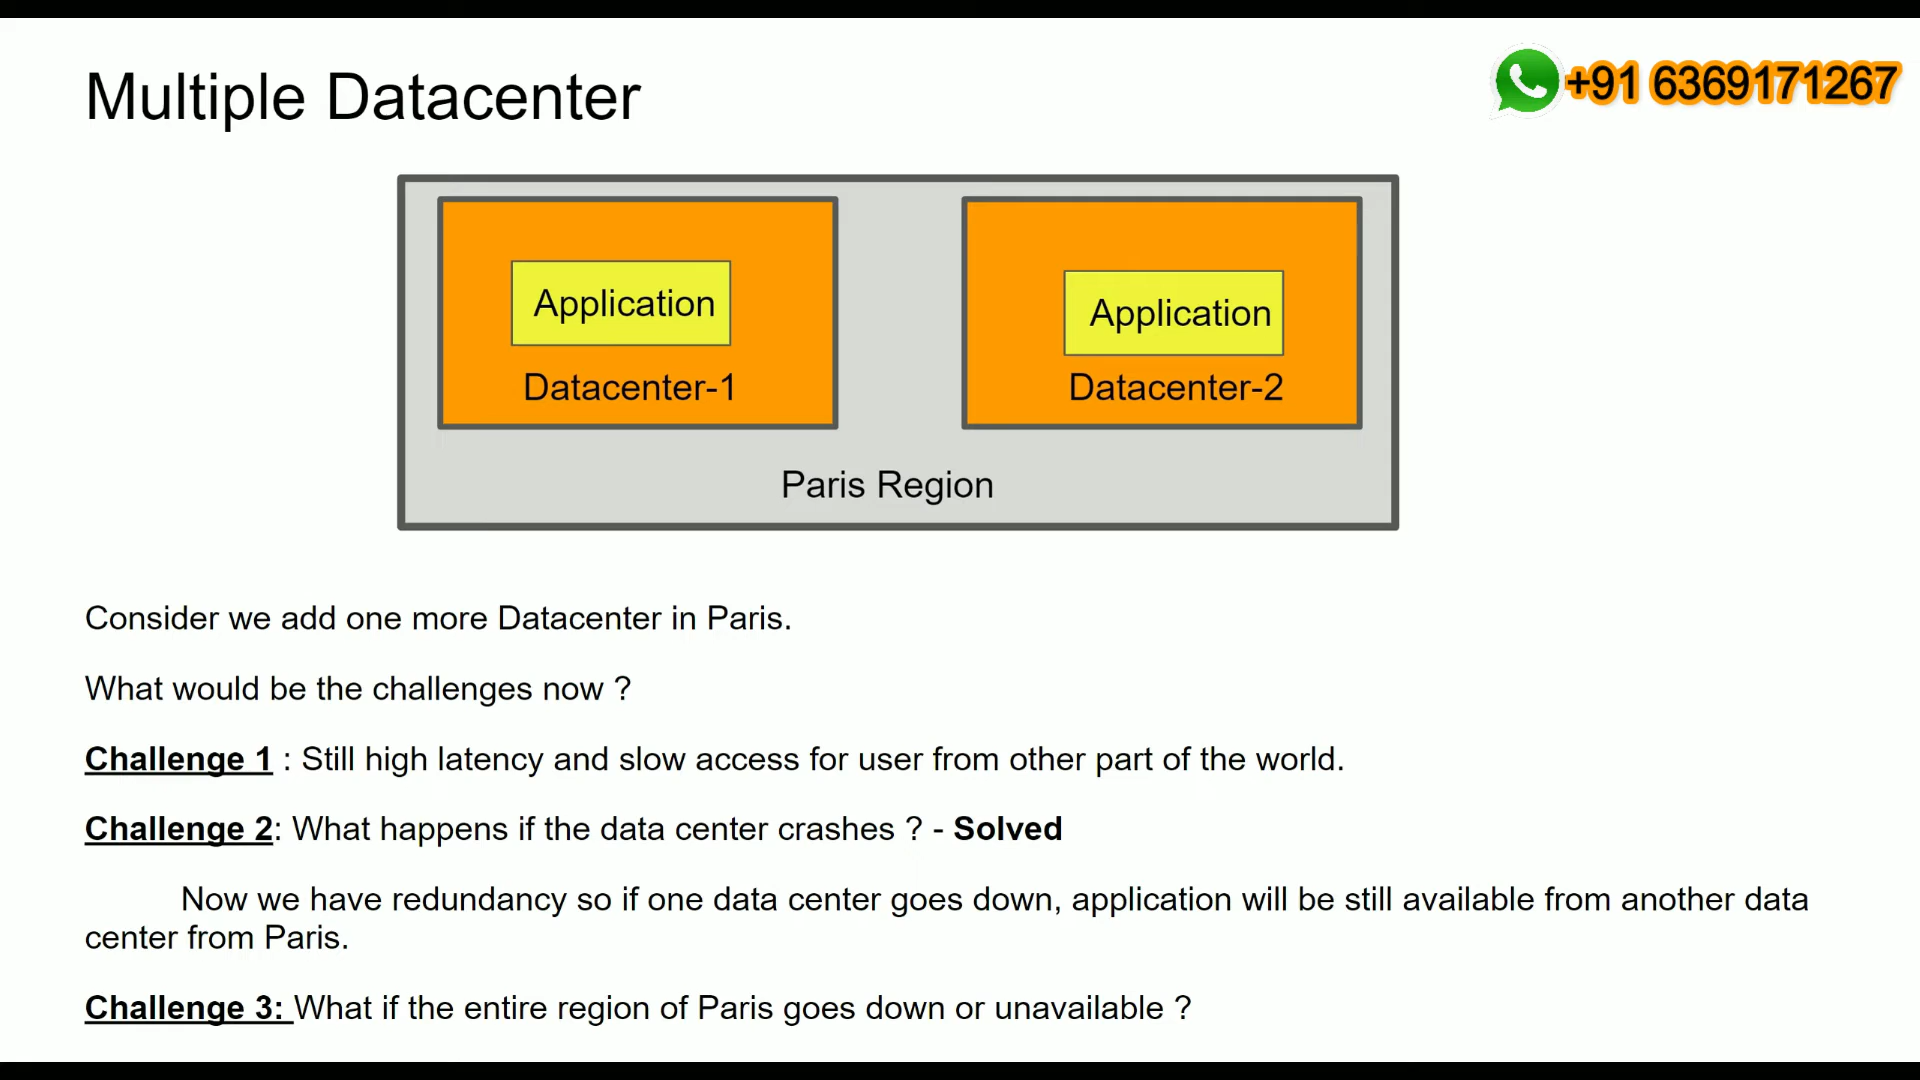 Multiple Datacenter
+91 6369171267
Application
Application
Datacenter-1
Datacenter-2
Paris Region
Consider we add one more Datacenter in Paris.
What would be the challenges now ?
Challenge 1 : Still high latency and slow access for user from other part of the world.
Challenge 2: What happens if the data center crashes ? - Solved
Now we have redundancy so if one data center goes down, application will be still available from another data
center from Paris.
Challenge 3: What if the entire region of Paris goes down or unavailable ?